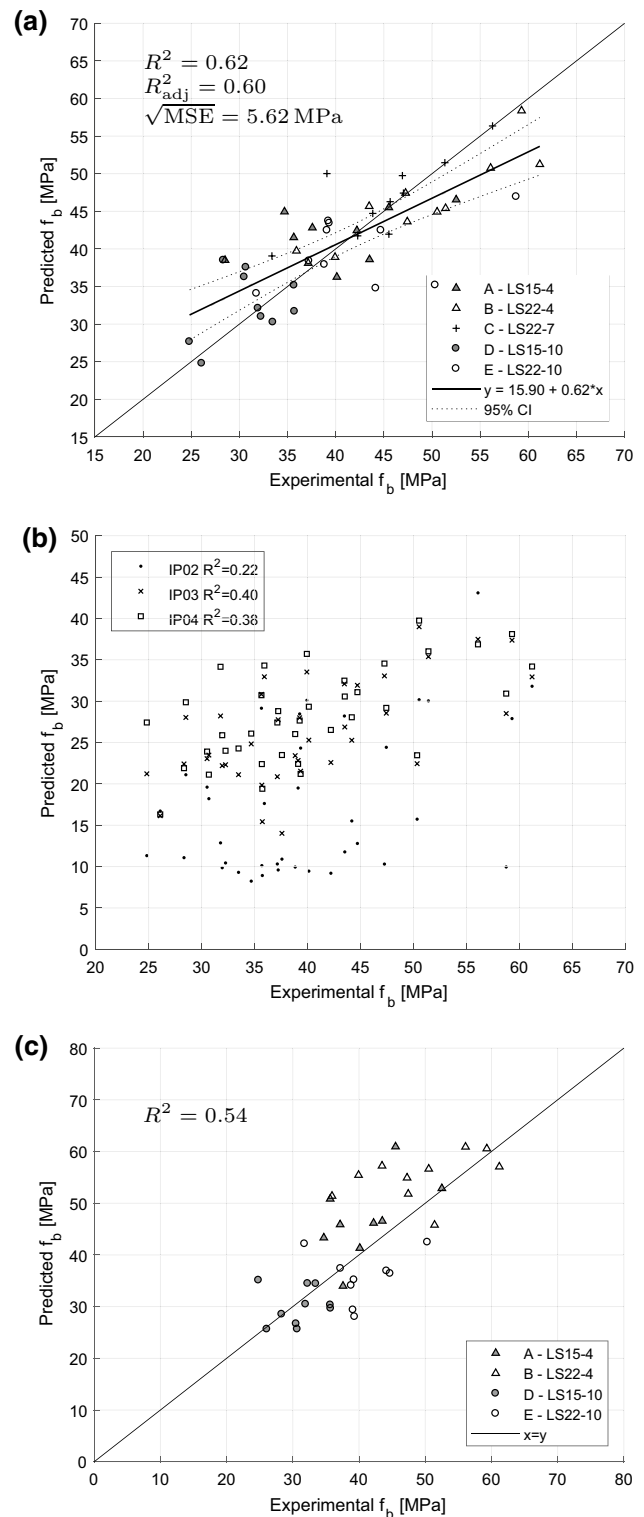 (a)
R² = 0.62
R²adj = 0.60
√MSE = 5.62 MPa
70
65
60
55
50
45
40
35
30
25
20
15
Predicted f_b [MPa]
A - LS15-4
B - LS22-4
C - LS22-7
D - LS15-10
E - LS22-10
y = 15.90 + 0.62*x
95% CI
15 20 25 30 35 40 45 50 55 60 65 70
Experimental f_b [MPa]
(b)
50
45
40
35
30
25
20
15
10
5
0
Predicted f_b [MPa]
IP02 R²=0.22
IP03 R²=0.40
IP04 R²=0.38
20 25 30 35 40 45 50 55 60 65 70
Experimental f_b [MPa]
(c)
R² = 0.54
80
70
60
50
40
30
20
10
0
Predicted f_b [MPa]
A - LS15-4
B - LS22-4
D - LS15-10
E - LS22-10
x=y
0 10 20 30 40 50 60 70 80
Experimental f_b [MPa]